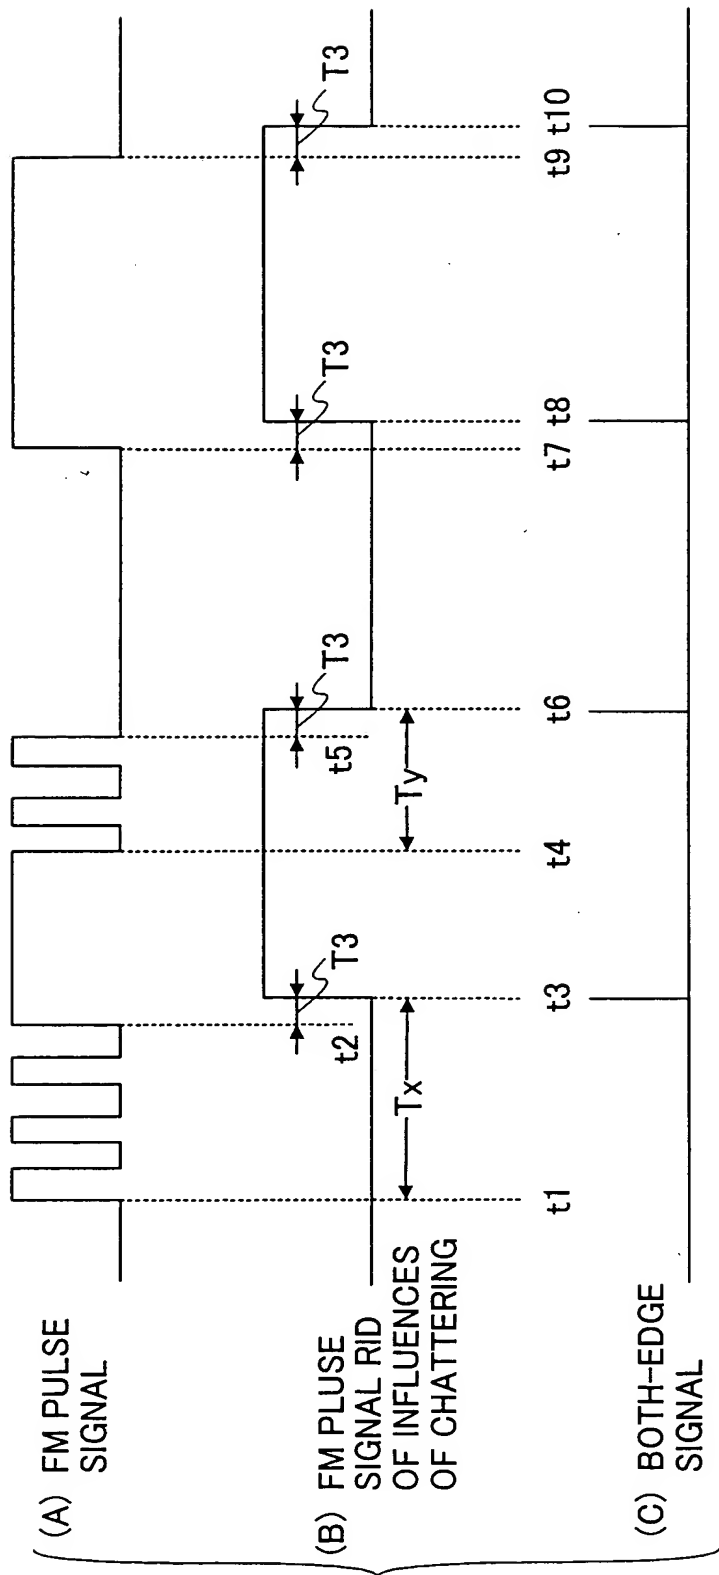 (A) FM PULSE
SIGNAL
(B) FM PLUSE
SIGNAL RID
OF INFLUENCES
OF CHATTERING
(C) BOTH-EDGE
SIGNAL
T3
T3
T3
T3
t2
t5
Tx
Ty
t1
t3
t4
t6
t7
t8
t9
t10